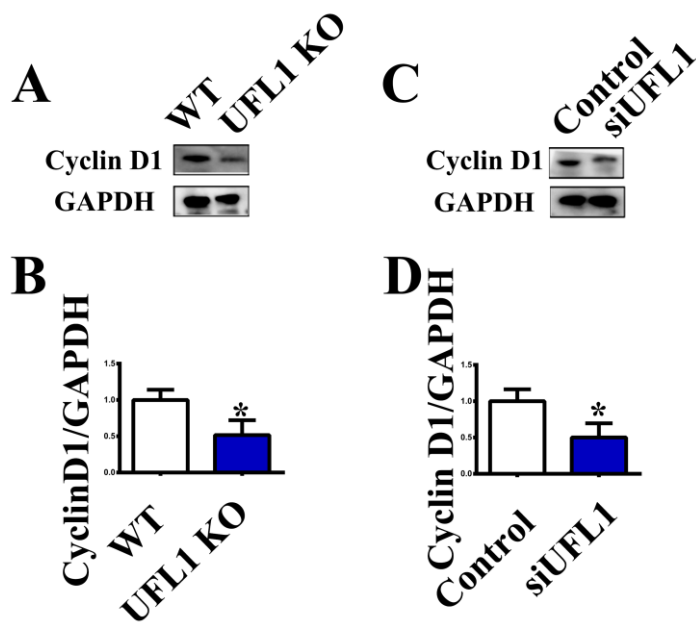 A
WT
UFL1 KO
Cyclin D1
GAPDH
C
Control
siUFL1
Cyclin D1
GAPDH
B
CyclinD1/GAPDH
1.5
1.0
0.5
0.0
*
WT
UFL1 KO
D
Cyclin D1/GAPDH
1.5
1.0
0.5
0.0
*
Control
siUFL1